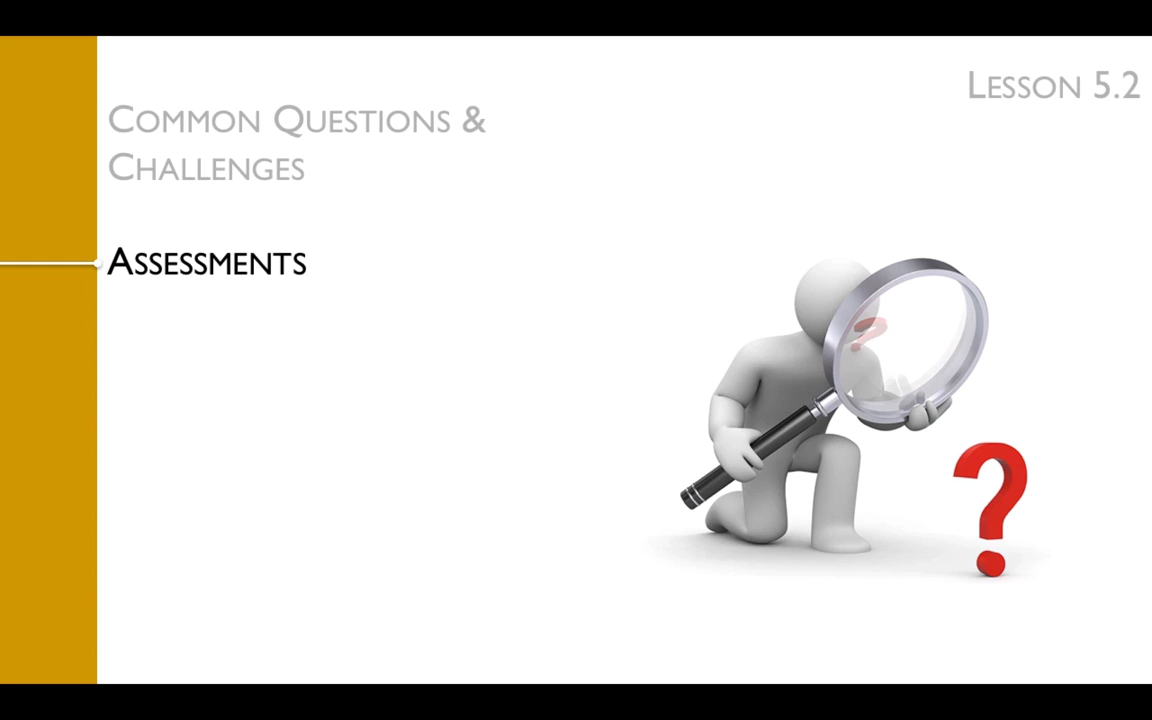 LESSON 5.2
COMMON QUESTIONS &
CHALLENGES
ASSESSMENTS
?
?